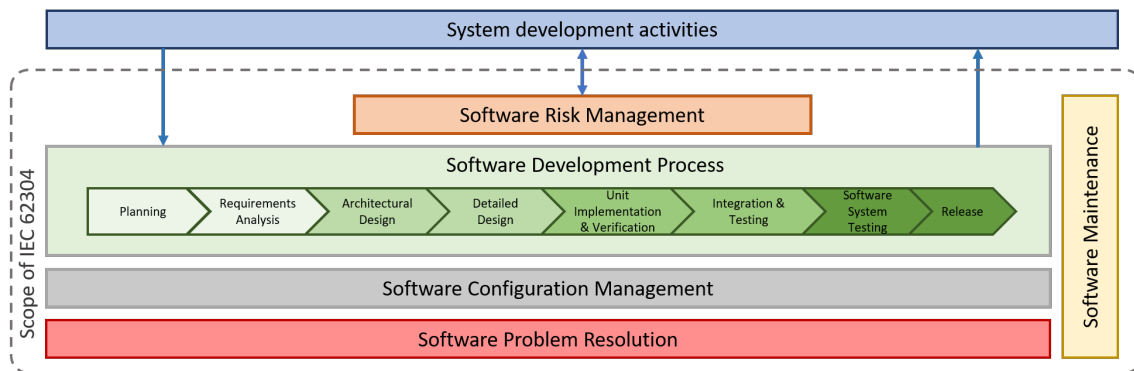 System development activities
Scope of IEC 62304
Software Risk Management
Software Maintenance
Software Development Process
Planning
Requirements
Analysis
Architectural
Design
Detailed
Design
Unit
Implementation
& Verification
Integration &
Testing
Software
System
Testing
Release
Software Configuration Management
Software Problem Resolution